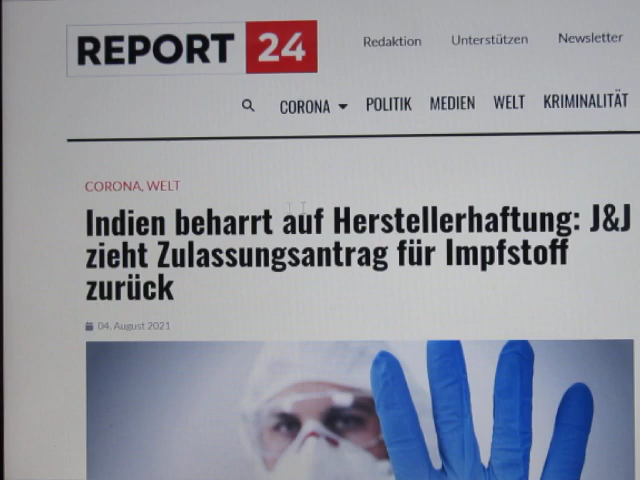 REPORT 24
Redaktion Unterstützen Newsletter
CORONA POLITIK MEDIEN WELT KRIMINALITÄT
CORONA, WELT
Indien beharrt auf Herstellerhaftung: J&J
zieht Zulassungsantrag für Impfstoff
zurück
04. August 2021